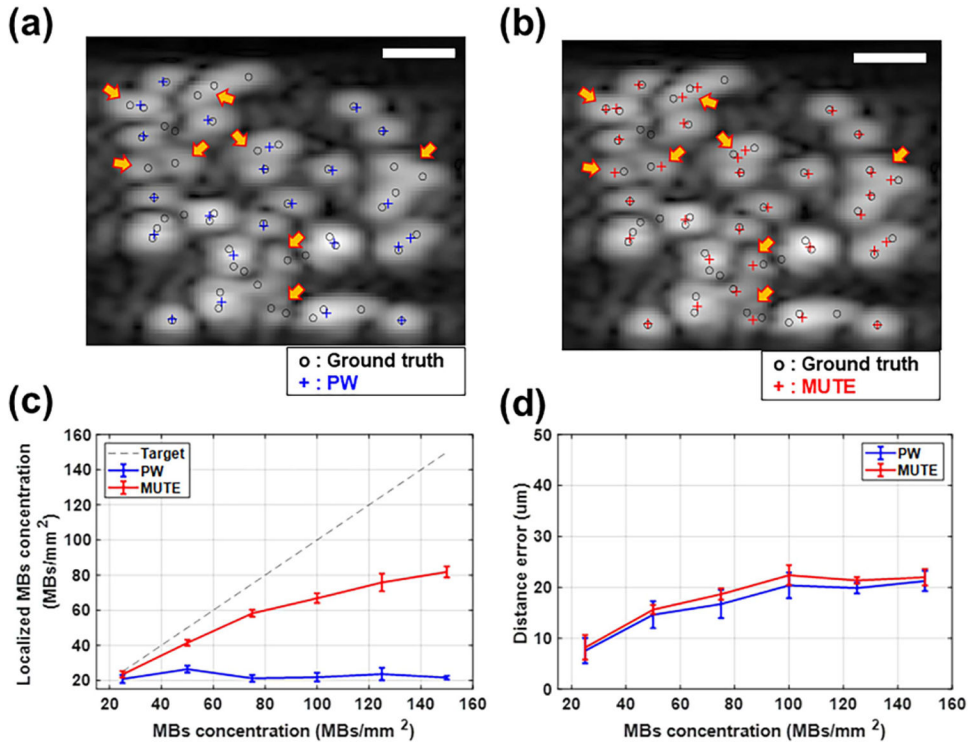 (a)
(b)
o : Ground truth
+ : PW
o : Ground truth
+ : MUTE
(c)
Localized MBs concentration
(MBs/mm 2)
160
140
120
100
80
60
40
20
Target
PW
MUTE
20 40 60 80 100 120 140 160
MBs concentration (MBs/mm 2)
(d)
Distance error (um)
50
40
30
20
10
0
PW
MUTE
20 40 60 80 100 120 140 160
MBs concentration (MBs/mm 2)